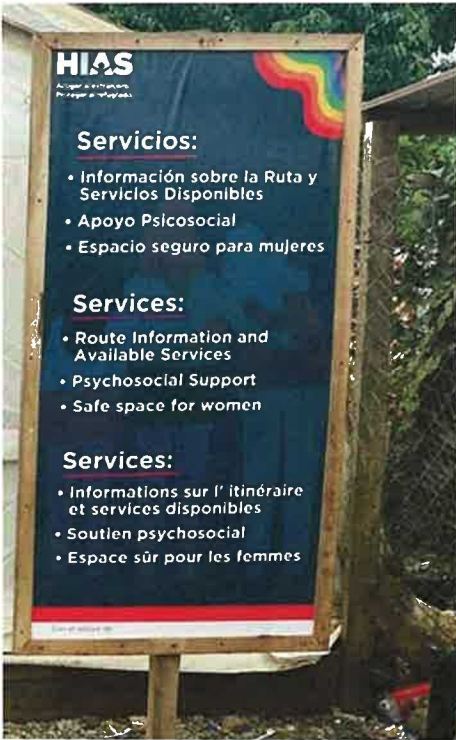 HIAS
Servicios:
• Información sobre la Ruta y
Servicios Disponibles
• Apoyo Psicosocial
• Espacio seguro para mujeres
Services:
• Route Information and
Available Services
• Psychosocial Support
• Safe space for women
Services:
• Informations sur l' itinéraire
et services disponibles
• Soutien psychosocial
• Espace sûr pour les femmes